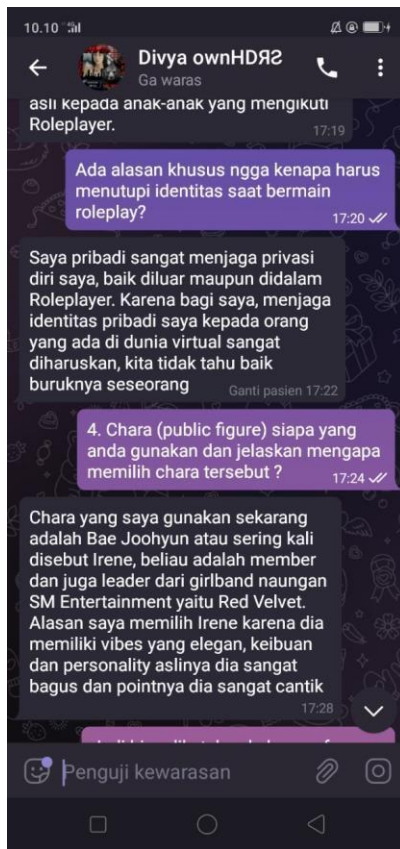 10.10
Divya ownHDЯƧ
Ga waras
asli kepada anak-anak yang mengikuti
Roleplayer.
17:19
Ada alasan khusus ngga kenapa harus
menutupi identitas saat bermain
roleplay?
17:20
Saya pribadi sangat menjaga privasi
diri saya, baik diluar maupun didalam
Roleplayer. Karena bagi saya, menjaga
identitas pribadi saya kepada orang
yang ada di dunia virtual sangat
diharuskan, kita tidak tahu baik
buruknya seseorang
Ganti pasien 17:22
4. Chara (public figure) siapa yang
anda gunakan dan jelaskan mengapa
memilih chara tersebut ?
17:24
Chara yang saya gunakan sekarang
adalah Bae Joohyun atau sering kali
disebut Irene, beliau adalah member
dan juga leader dari girlband naungan
SM Entertainment yaitu Red Velvet.
Alasan saya memilih Irene karena dia
memiliki vibes yang elegan, keibuan
dan personality aslinya dia sangat
bagus dan pointnya dia sangat cantik
17:28
Penguji kewarasan